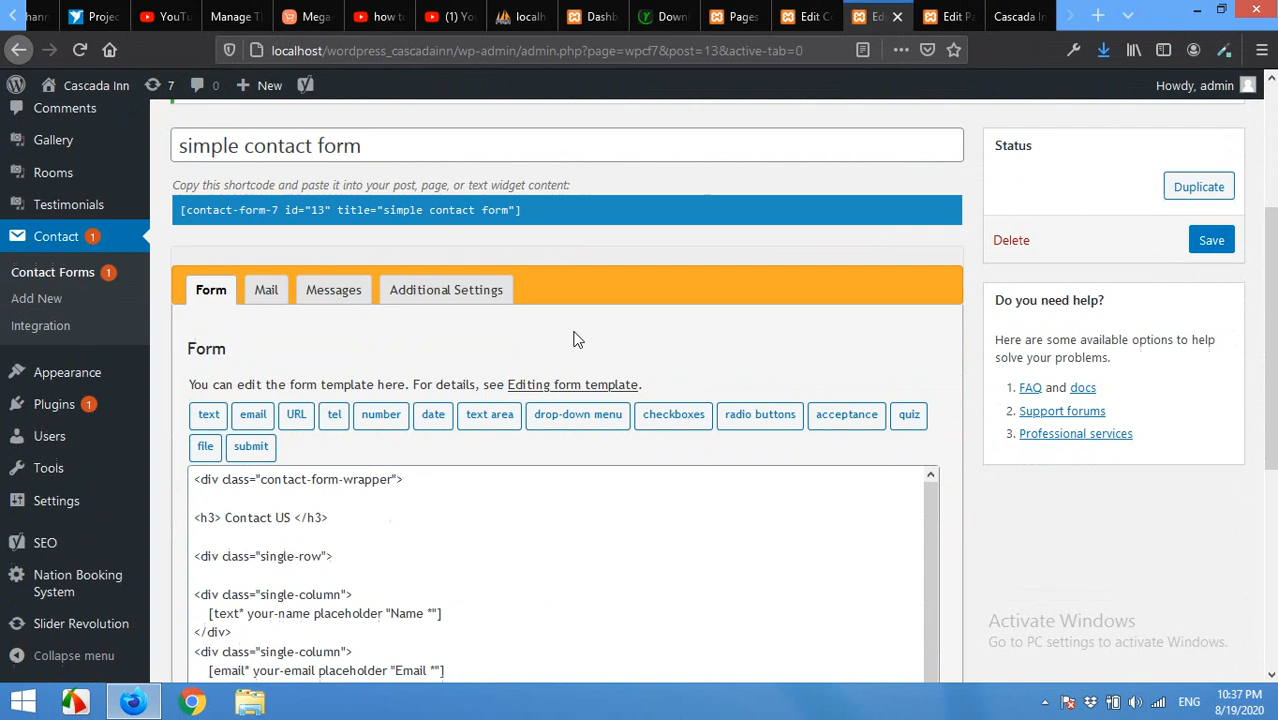 hanr
Projec
YouTU
Manage Tl
Mega
how to
(1) You
localh
Dashb
Downl
Pages
Edit Co
Edi
Edit Pa
Cascada In
localhost/wordpress_cascadainn/wp-admin/admin.php?page=wpcf7&post=13&active-tab=0
Cascada Inn
7
0
New
Howdy, admin
Comments
Gallery
Rooms
Testimonials
Contact 1
Contact Forms 1
Add New
Integration
Appearance
Plugins 1
Users
Tools
Settings
SEO
Nation Booking
System
Slider Revolution
Collapse menu
simple contact form
Copy this shortcode and paste it into your post, page, or text widget content:
[contact-form-7 id="13" title="simple contact form"]
Form Mail Messages Additional Settings
Form
You can edit the form template here. For details, see Editing form template.
text email URL tel number date text area drop-down menu checkboxes radio buttons acceptance quiz
file submit
<div class="contact-form-wrapper">
<h3> Contact US </h3>
<div class="single-row">
<div class="single-column">
[text* your-name placeholder "Name *"]
</div>
<div class="single-column">
[email* your-email placeholder "Email *"]
Status
Duplicate
Delete
Save
Do you need help?
Here are some available options to help
solve your problems.
1. FAQ and docs
2. Support forums
3. Professional services
Activate Windows
Go to PC settings to activate Windows.
ENG
10:37 PM
8/19/2020